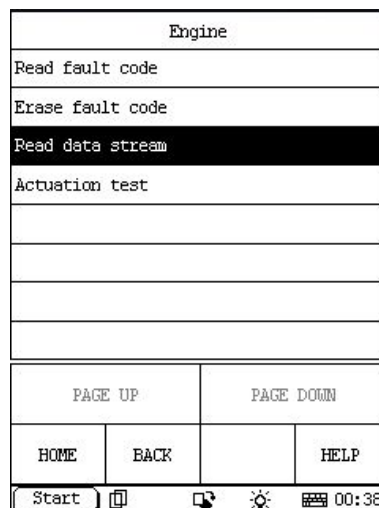 Engine
Read fault code
Erase fault code
Read data stream
Actuation test
PAGE UP PAGE DOWN
HOME BACK HELP
Start 00:38